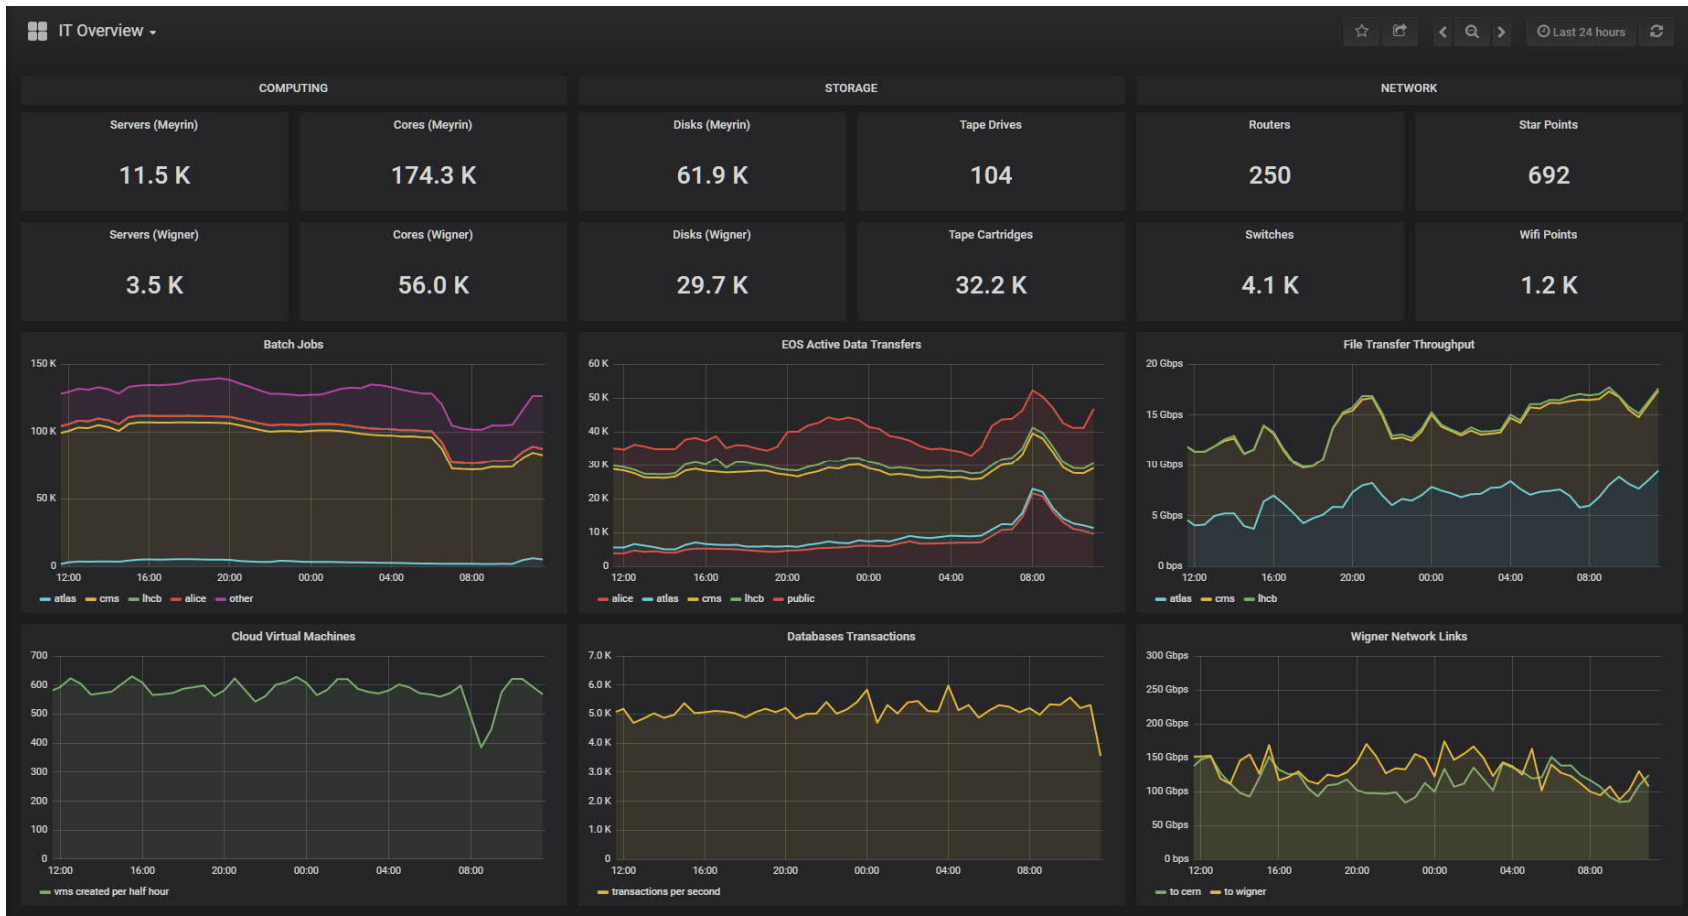 IT Overview
Last 24 hours
COMPUTING
STORAGE
NETWORK
Servers (Meyrin)
11.5 K
Cores (Meyrin)
174.3 K
Disks (Meyrin)
61.9 K
Tape Drives
104
Routers
250
Star Points
692
Servers (Wigner)
3.5 K
Cores (Wigner)
56.0 K
Disks (Wigner)
29.7 K
Tape Cartridges
32.2 K
Switches
4.1 K
Wifi Points
1.2 K
Batch Jobs
150 K
100 K
50 K
0
12:00 16:00 20:00 00:00 04:00 08:00
atlas cms lhcb alice other
EOS Active Data Transfers
60 K
50 K
40 K
30 K
20 K
10 K
0
12:00 16:00 20:00 00:00 04:00 08:00
alice atlas cms lhcb public
File Transfer Throughput
20 Gbps
15 Gbps
10 Gbps
5 Gbps
0 bps
12:00 16:00 20:00 00:00 04:00 08:00
atlas cms lhcb
Cloud Virtual Machines
700
600
500
400
300
200
100
0
12:00 16:00 20:00 00:00 04:00 08:00
vms created per half hour
Databases Transactions
7.0 K
6.0 K
5.0 K
4.0 K
3.0 K
2.0 K
1.0 K
0
12:00 16:00 20:00 00:00 04:00 08:00
transactions per second
Wigner Network Links
300 Gbps
250 Gbps
200 Gbps
150 Gbps
100 Gbps
50 Gbps
0 bps
12:00 16:00 20:00 00:00 04:00 08:00
to cern to wigner